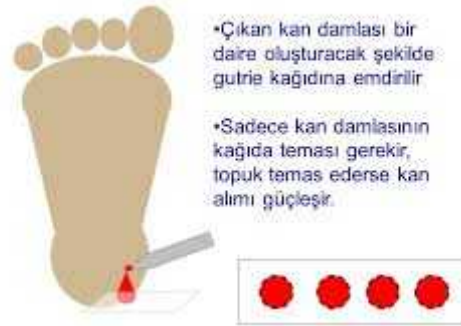 •Çıkan kan damlası bir
daire oluşturacak şekilde
gutrie kağıdına emdirilir
•Sadece kan damlasının
kağıda teması gerekir,
topuk temas ederse kan
alımı güçleşir.